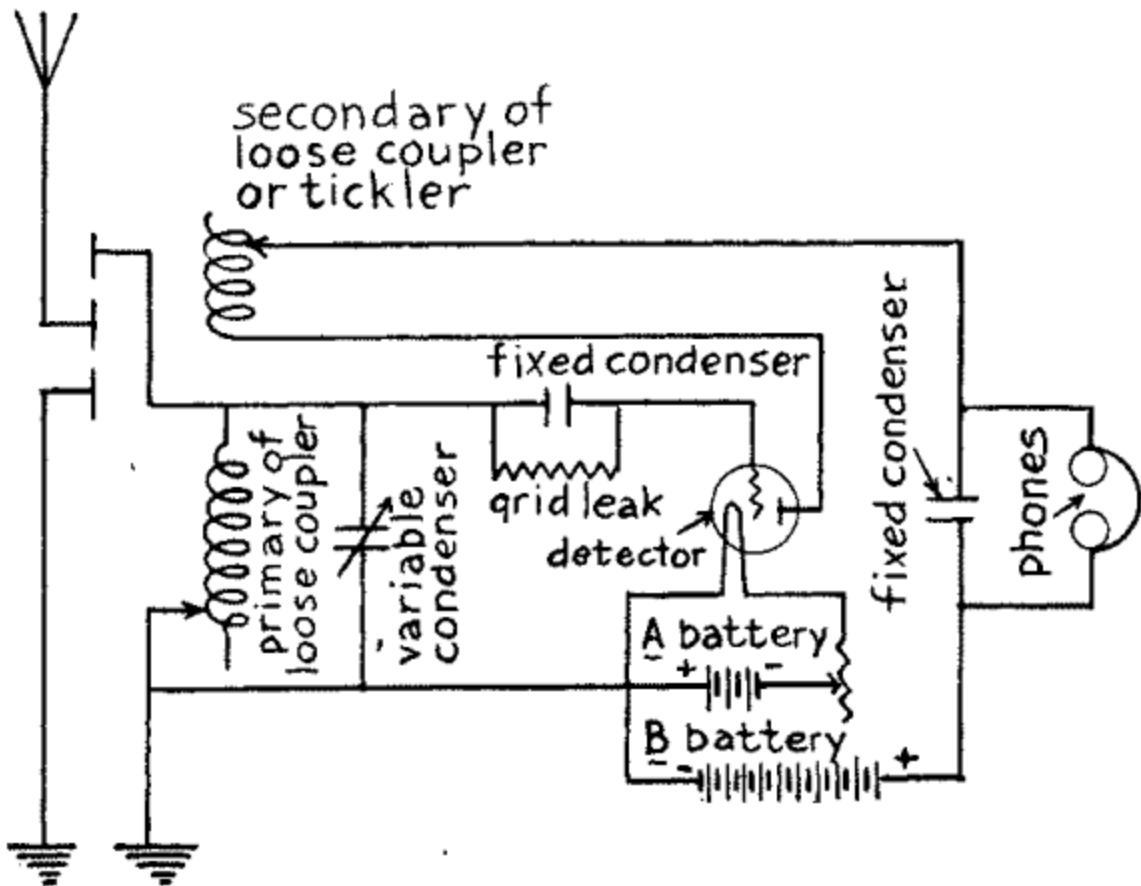 secondary of
loose coupler
or tickler
fixed condenser
primary of
loose coupler
variable
condenser
qrid leak
detector
fixed condenser
phones
A battery
+ -
B battery
- +